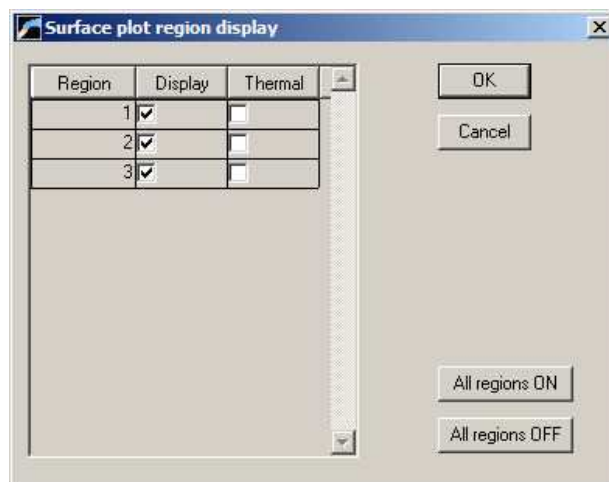 Surface plot region display
Region Display Thermal
1
2
3
OK
Cancel
All regions ON
All regions OFF